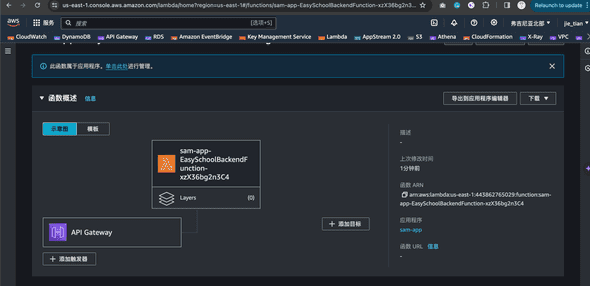 us-east-1.console.aws.amazon.com/lambda/home?region=us-east-1#/functions/sam-app-EasySchoolBackendFunction-xzX36bg2n3...
Relaunch to update
aws
服务
搜索
[选项+S]
弗吉尼亚北部
jie_tian
CloudWatch
DynamoDB
API Gateway
RDS
Amazon EventBridge
Key Management Service
Lambda
AppStream 2.0
S3
Athena
CloudFormation
X-Ray
VPC
此函数属于应用程序。单击此处进行管理。
函数概述
信息
导出到应用程序编辑器
下载
示意图
模板
sam-app-
EasySchoolBackendF
unction-
xzX36bg2n3C4
Layers
(0)
API Gateway
添加触发器
添加目标
描述
-
上次修改时间
1分钟前
函数 ARN
arn:aws:lambda:us-east-1:443862765029:function:sam-
app-EasySchoolBackendFunction-xzX36bg2n3C4
应用程序
sam-app
函数 URL 信息
-